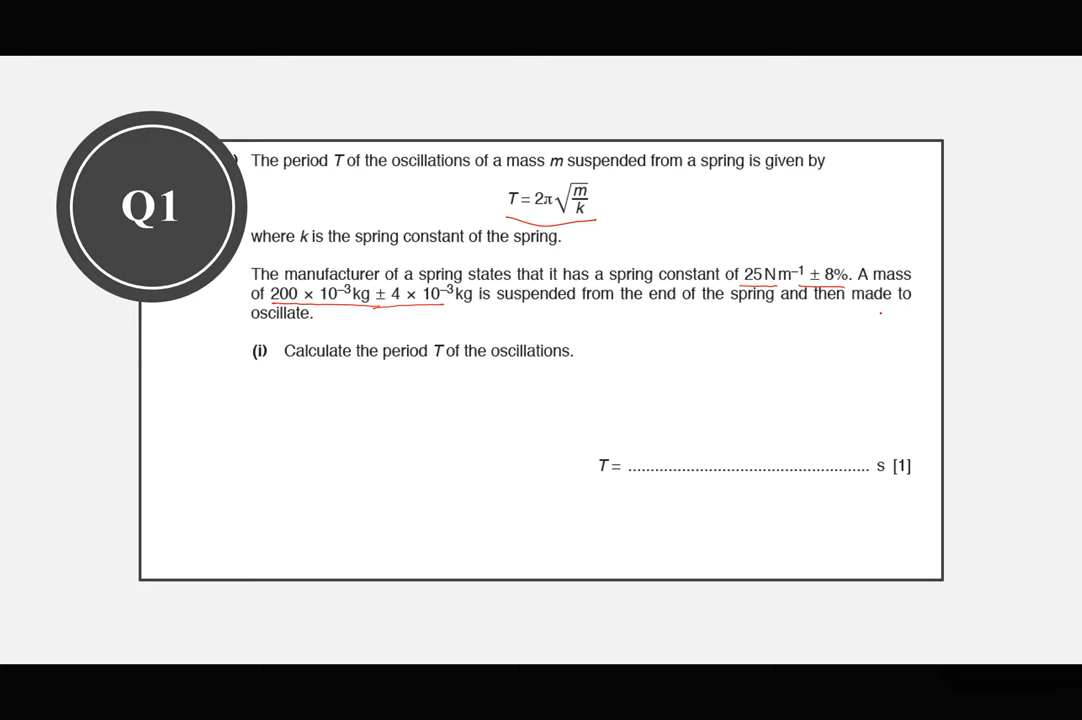 Q1
) The period T of the oscillations of a mass m suspended from a spring is given by
T = 2π√(m/k)
where k is the spring constant of the spring.
The manufacturer of a spring states that it has a spring constant of 25 N m⁻¹ ± 8%. A mass
of 200 × 10⁻³ kg ± 4 × 10⁻³ kg is suspended from the end of the spring and then made to
oscillate.
(i) Calculate the period T of the oscillations.
T = ...................................................... s [1]